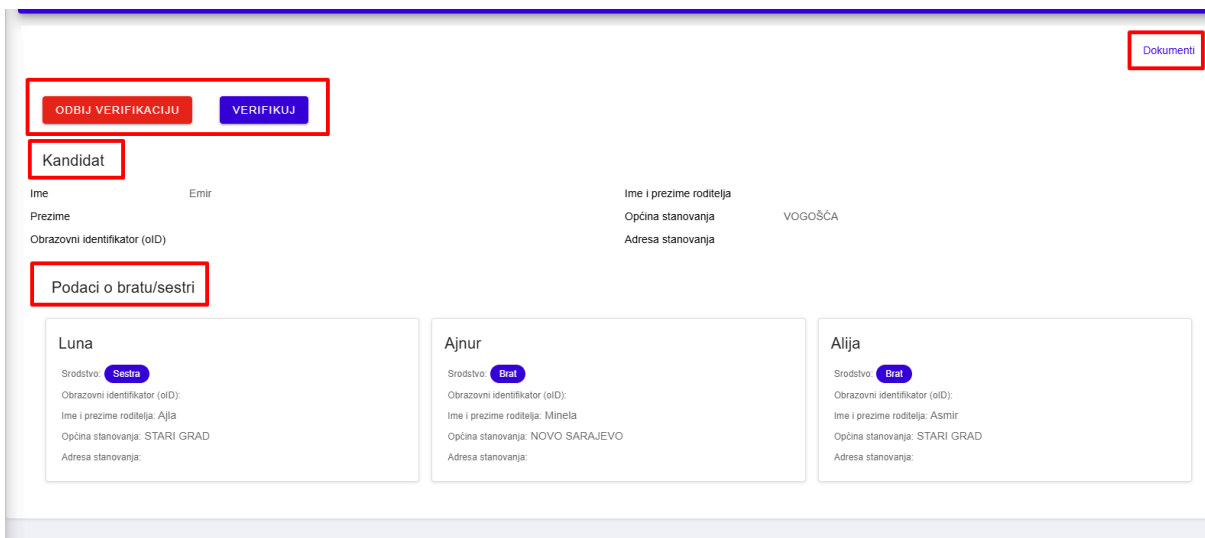 Dokumenti
ODBIJ VERIFIKACIJU VERIFIKUJ
Kandidat
Ime Emir Ime i prezime roditelja
Prezime Općina stanovanja VOGOŠČA
Obrazovni identifikator (oID) Adresa stanovanja
Podaci o bratu/sestri
Luna
Srodstvo: Sestra
Obrazovni identifikator (oID):
Ime i prezime roditelja: Ajla
Općina stanovanja: STARI GRAD
Adresa stanovanja:
Ajnur
Srodstvo: Brat
Obrazovni identifikator (oID):
Ime i prezime roditelja: Minela
Općina stanovanja: NOVO SARAJEVO
Adresa stanovanja:
Alija
Srodstvo: Brat
Obrazovni identifikator (oID):
Ime i prezime roditelja: Asmir
Općina stanovanja: STARI GRAD
Adresa stanovanja: